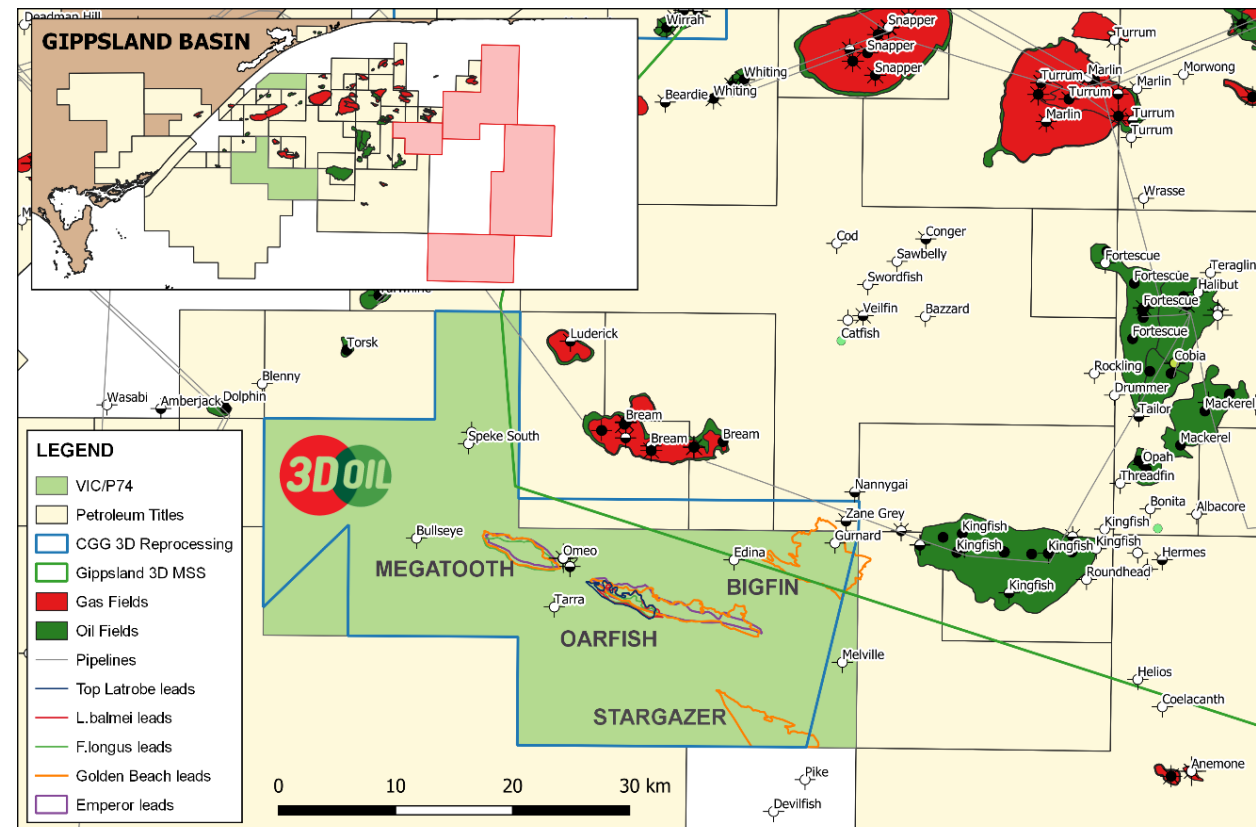 Deadman Hill
GIPPSLAND BASIN
Wirrah
Snapper
Snapper
Snapper
Whiting
Whiting
Beardie
Turrum
Marlin
Turrum
Turrum
Marlin
Marlin
Morwong
Turrum
Turrum
Wrasse
Cod
Conger
Sawbelly
Swordfish
Veilfin
Bazzard
Catfish
Fortescue
Fortescue
Fortescue
Fortescue
Teraglin
Halibut
Cobia
Rockling
Drummer
Tailor
Mackerel
Mackerel
Opah
Threadfin
Bonita
Albacore
Torsk
Luderick
Blenny
Wasabi
Amberjack
Dolphin
Speke South
Bream
Bream
Bream
Nannygai
Zane Grey
Gurnard
Kingfish
Kingfish
Kingfish
Kingfish
Kingfish
Kingfish
Roundhead
Hermes
3D OIL
Bullseye
Omeo
Edina
MEGATOOTH
BIGFIN
Tarra
OARFISH
Melville
STARGAZER
Helios
Coelacanth
Anemone
Pike
Devilfish
LEGEND
VIC/P74
Petroleum Titles
CGG 3D Reprocessing
Gippsland 3D MSS
Gas Fields
Oil Fields
Pipelines
Top Latrobe leads
L.balmei leads
F.longus leads
Golden Beach leads
Emperor leads
0 10 20 30 km